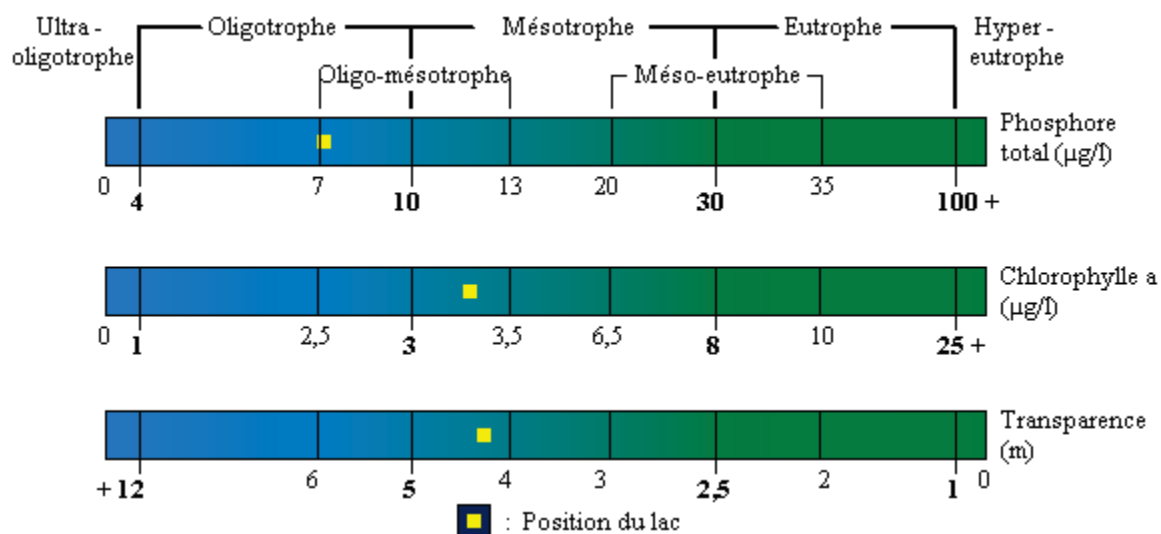 Ultra -
oligotrophe
Oligotrophe
Mésotrophe
Eutrophe
Hyper -
eutrophe
Oligo-mésotrophe
Méso-eutrophe
Phosphore
total (µg/l)
0 4 7 10 13 20 30 35 100 +
Chlorophylle a
(µg/l)
0 1 2,5 3 3,5 6,5 8 10 25 +
Transparence
(m)
+ 12 6 5 4 3 2,5 2 1 0
: Position du lac